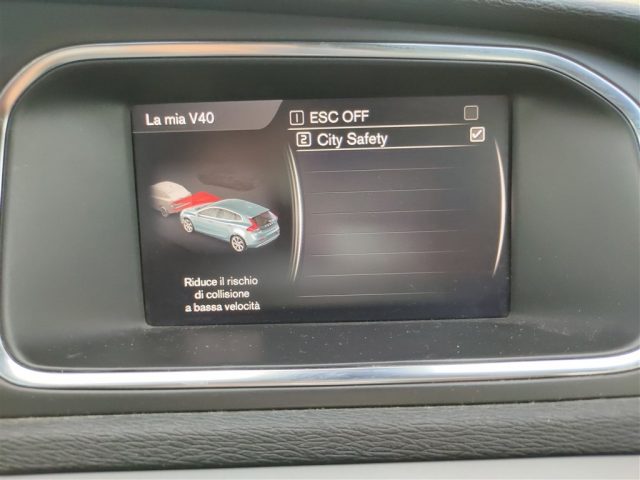 La mia V40
1 ESC OFF
2 City Safety
Riduce il rischio
di collisione
a bassa velocità